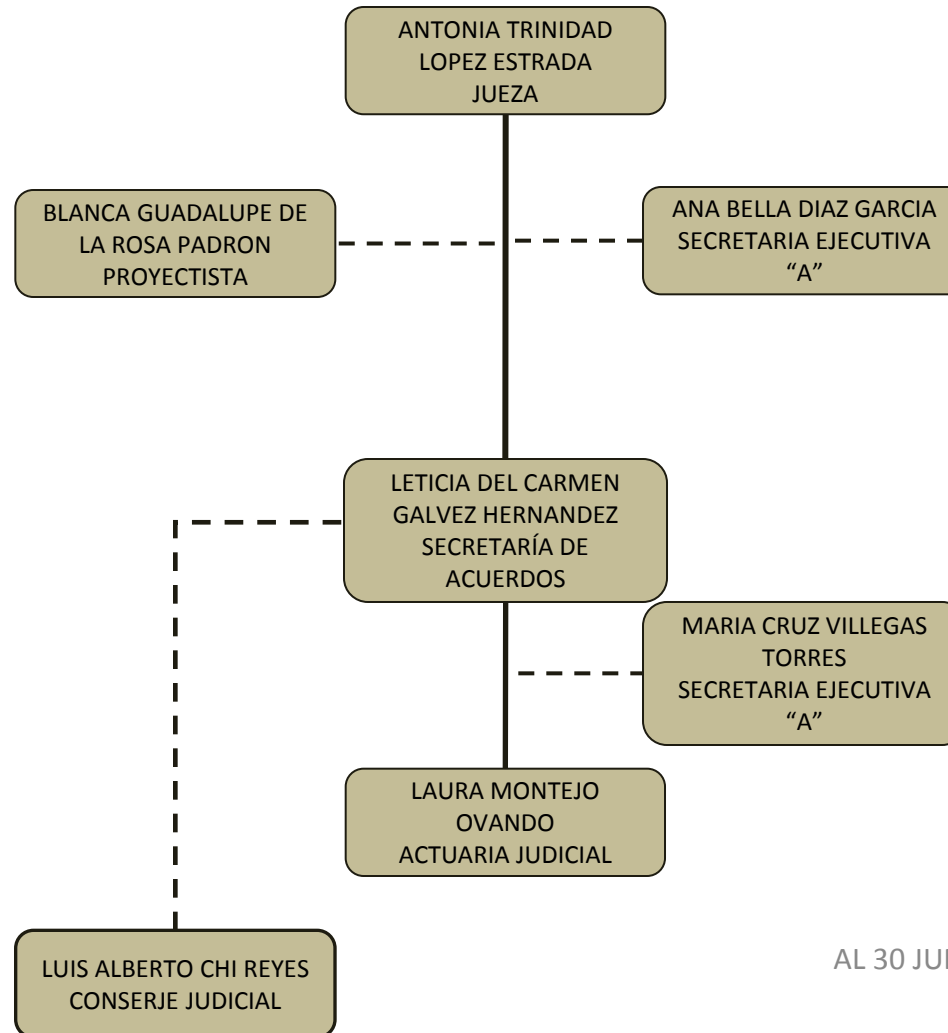 ANTONIA TRINIDAD
LOPEZ ESTRADA
JUEZA
BLANCA GUADALUPE DE
LA ROSA PADRON
PROYECTISTA
ANA BELLA DIAZ GARCIA
SECRETARIA EJECUTIVA
“A”
LETICIA DEL CARMEN
GALVEZ HERNANDEZ
SECRETARÍA DE
ACUERDOS
MARIA CRUZ VILLEGAS
TORRES
SECRETARIA EJECUTIVA
“A”
LAURA MONTEJO
OVANDO
ACTUARIA JUDICIAL
LUIS ALBERTO CHI REYES
CONSERJE JUDICIAL
AL 30